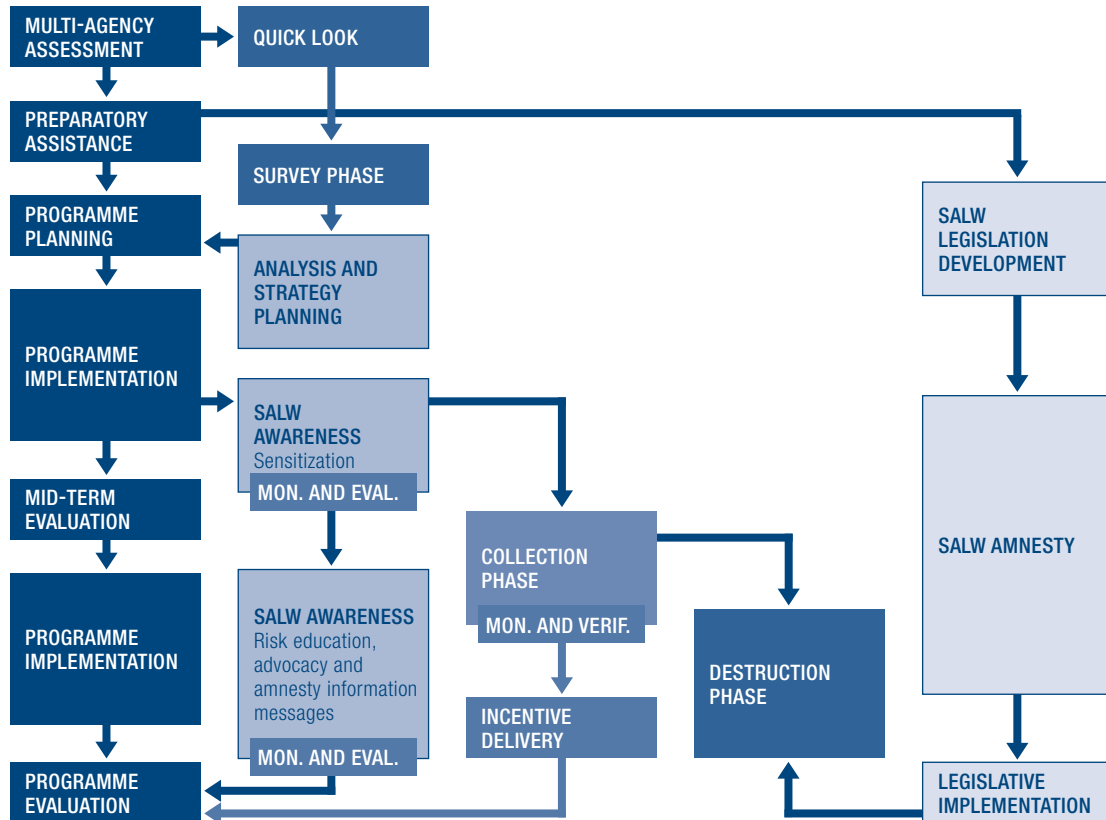 MULTI-AGENCY
ASSESSMENT
QUICK LOOK
PREPARATORY
ASSISTANCE
SURVEY PHASE
PROGRAMME
PLANNING
SALW
LEGISLATION
DEVELOPMENT
ANALYSIS AND
STRATEGY
PLANNING
PROGRAMME
IMPLEMENTATION
SALW
AWARENESS
Sensitization
MON. AND EVAL.
MID-TERM
EVALUATION
COLLECTION
PHASE
MON. AND VERIF.
SALW AMNESTY
PROGRAMME
IMPLEMENTATION
SALW AWARENESS
Risk education,
advocacy and
amnesty information
messages
MON. AND EVAL.
DESTRUCTION
PHASE
INCENTIVE
DELIVERY
PROGRAMME
EVALUATION
LEGISLATIVE
IMPLEMENTATION